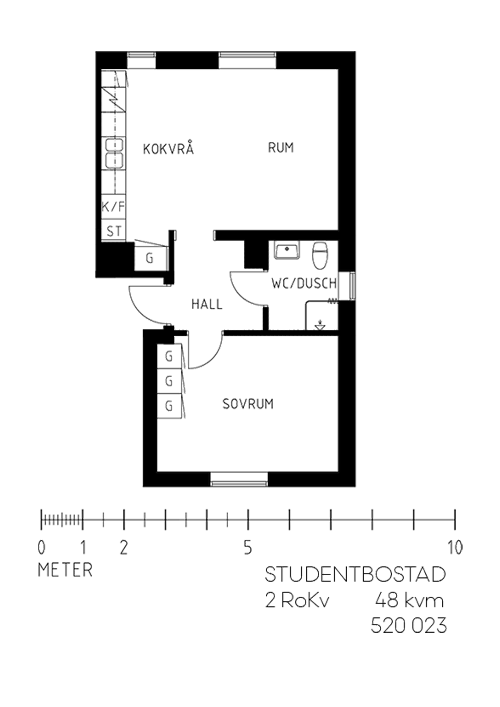 KOKVRÅ
RUM
K/F
ST
G
WC/DUSCH
HALL
G
G
G
SOVRUM
0 1 2 5 10
METER
STUDENTBOSTAD
2 RoKv 48 kvm
520 023